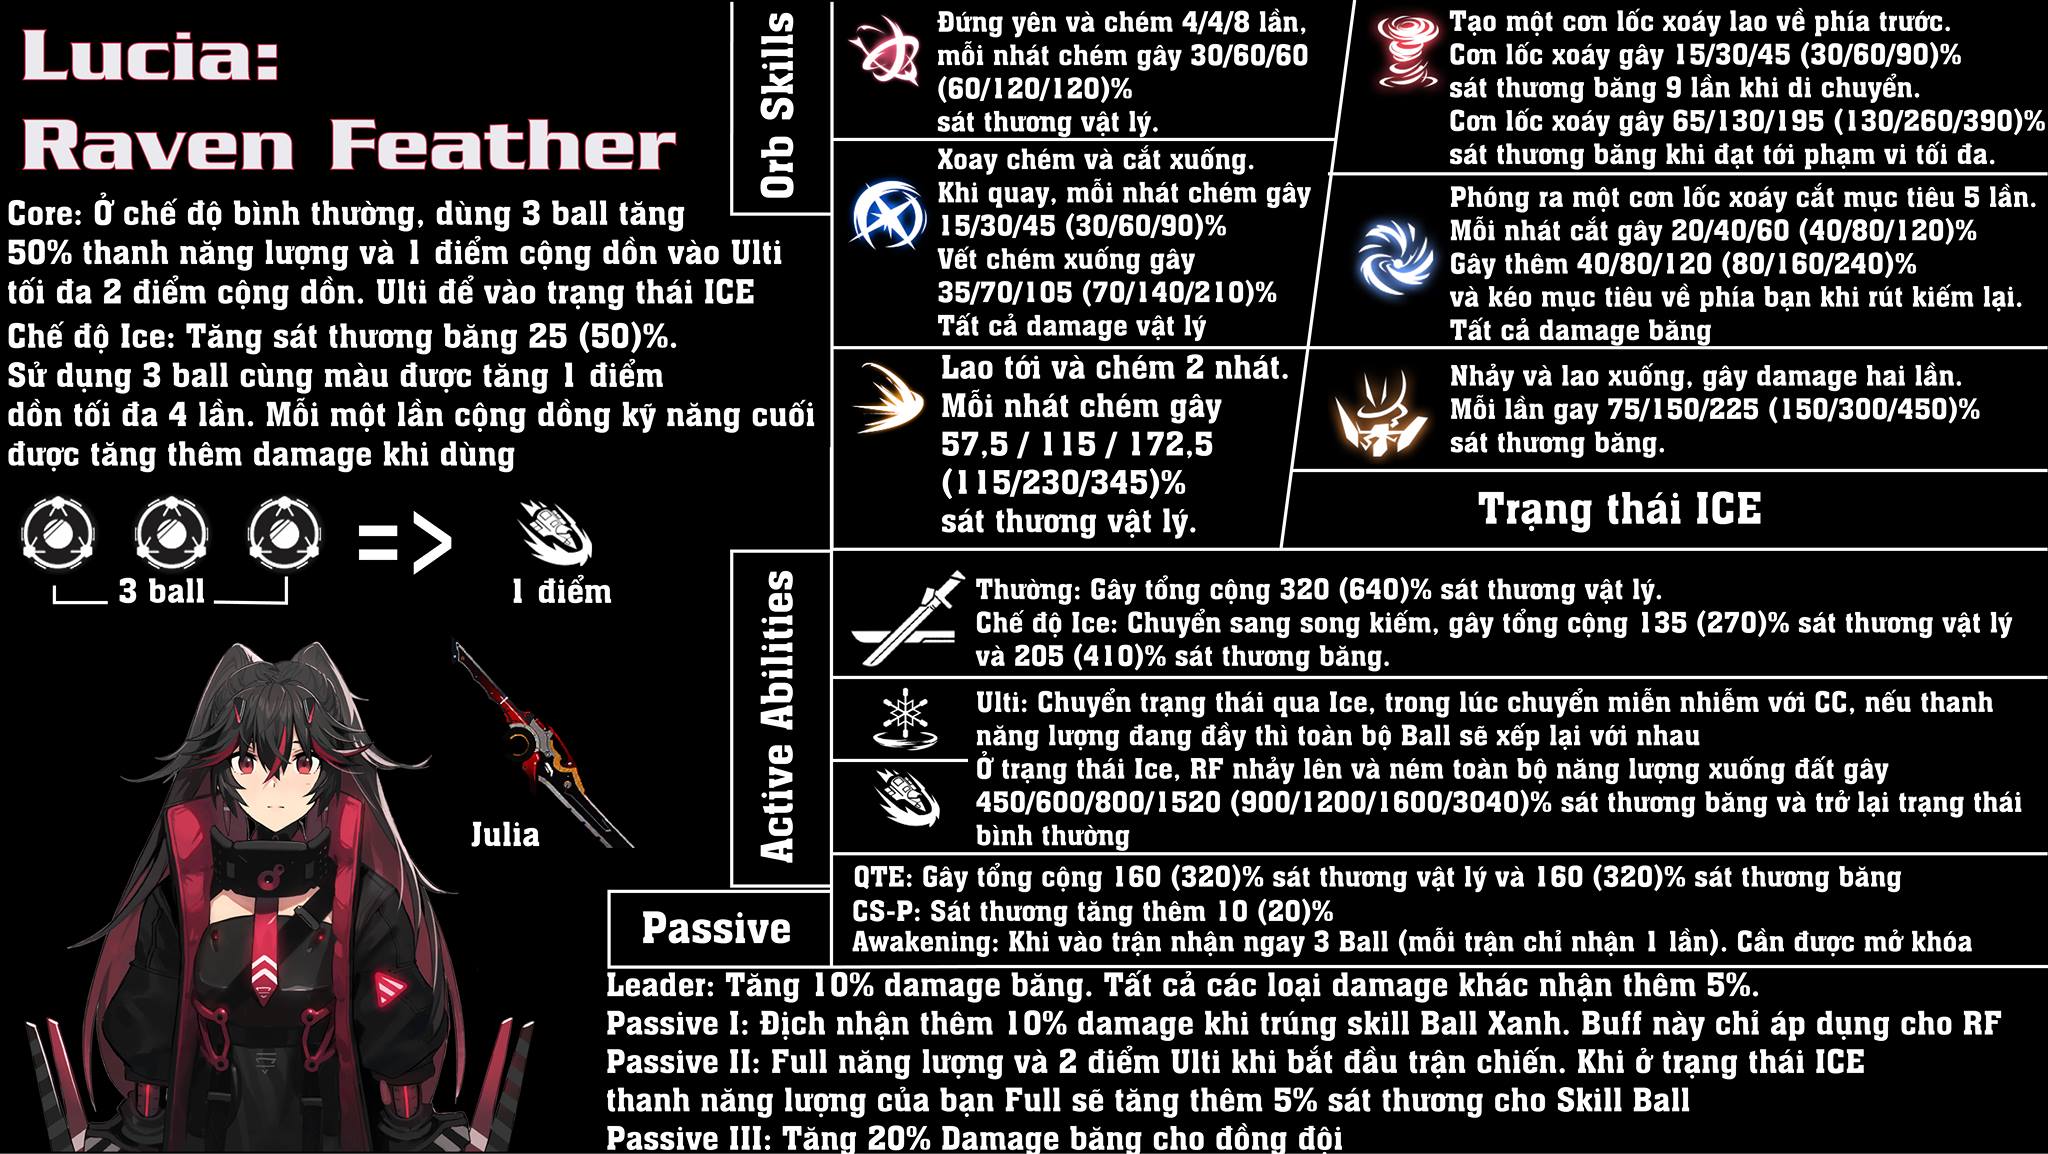 Lucia:
Raven Feather
Core: Ở chế độ bình thường, dùng 3 ball tăng
50% thanh năng lượng và 1 điểm cộng dồn vào Ulti
tối đa 2 điểm cộng dồn. Ulti để vào trạng thái ICE
Chế độ Ice: Tăng sát thương băng 25 (50)%.
Sử dụng 3 ball cùng màu được tăng 1 điểm
dồn tối đa 4 lần. Mỗi một lần cộng dồng kỹ năng cuối
được tăng thêm damage khi dùng
=>
3 ball
1 điểm
Julia
Orb Skills
Đứng yên và chém 4/4/8 lần,
mỗi nhát chém gây 30/60/60
(60/120/120)%
sát thương vật lý.
Xoay chém và cắt xuống.
Khi quay, mỗi nhát chém gây
15/30/45 (30/60/90)%
Vết chém xuống gây
35/70/105 (70/140/210)%
Tất cả damage vật lý
Lao tới và chém 2 nhát.
Mỗi nhát chém gây
57,5 / 115 / 172,5
(115/230/345)%
sát thương vật lý.
Tạo một cơn lốc xoáy lao về phía trước.
Cơn lốc xoáy gây 15/30/45 (30/60/90)%
sát thương băng 9 lần khi di chuyển.
Cơn lốc xoáy gây 65/130/195 (130/260/390)%
sát thương băng khi đạt tới phạm vi tối đa.
Phóng ra một cơn lốc xoáy cắt mục tiêu 5 lần.
Mỗi nhát cắt gây 20/40/60 (40/80/120)%
Gây thêm 40/80/120 (80/160/240)%
và kéo mục tiêu về phía bạn khi rút kiếm lại.
Tất cả damage băng
Nhảy và lao xuống, gây damage hai lần.
Mỗi lần gay 75/150/225 (150/300/450)%
sát thương băng.
Trạng thái ICE
Active Abilities
Thường: Gây tổng cộng 320 (640)% sát thương vật lý.
Chế độ Ice: Chuyển sang song kiếm, gây tổng cộng 135 (270)% sát thương vật lý
và 205 (410)% sát thương băng.
Ulti: Chuyển trạng thái qua Ice, trong lúc chuyển miễn nhiễm với CC, nếu thanh
năng lượng đang đầy thì toàn bộ Ball sẽ xếp lại với nhau
Ở trạng thái Ice, RF nhảy lên và ném toàn bộ năng lượng xuống đất gây
450/600/800/1520 (900/1200/1600/3040)% sát thương băng và trở lại trạng thái
bình thường
Passive
QTE: Gây tổng cộng 160 (320)% sát thương vật lý và 160 (320)% sát thương băng
CS-P: Sát thương tăng thêm 10 (20)%
Awakening: Khi vào trận nhận ngay 3 Ball (mỗi trận chỉ nhận 1 lần). Cần được mở khóa
Leader: Tăng 10% damage băng. Tất cả các loại damage khác nhận thêm 5%.
Passive I: Địch nhận thêm 10% damage khi trúng skill Ball Xanh. Buff này chỉ áp dụng cho RF
Passive II: Full năng lượng và 2 điểm Ulti khi bắt đầu trận chiến. Khi ở trạng thái ICE
thanh năng lượng của bạn Full sẽ tăng thêm 5% sát thương cho Skill Ball
Passive III: Tăng 20% Damage băng cho đồng đội